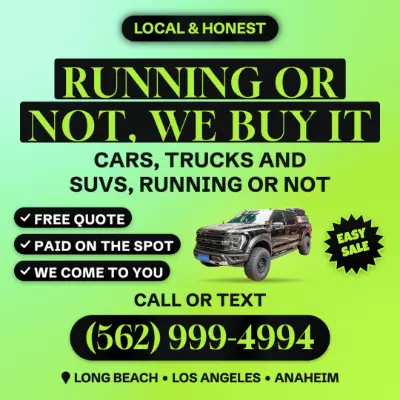 LOCAL & HONEST
RUNNING OR
NOT, WE BUY IT
CARS, TRUCKS AND
SUVS, RUNNING OR NOT
✓ FREE QUOTE
✓ PAID ON THE SPOT
✓ WE COME TO YOU
EASY
SALE
CALL OR TEXT
(562) 999-4994
LONG BEACH • LOS ANGELES • ANAHEIM